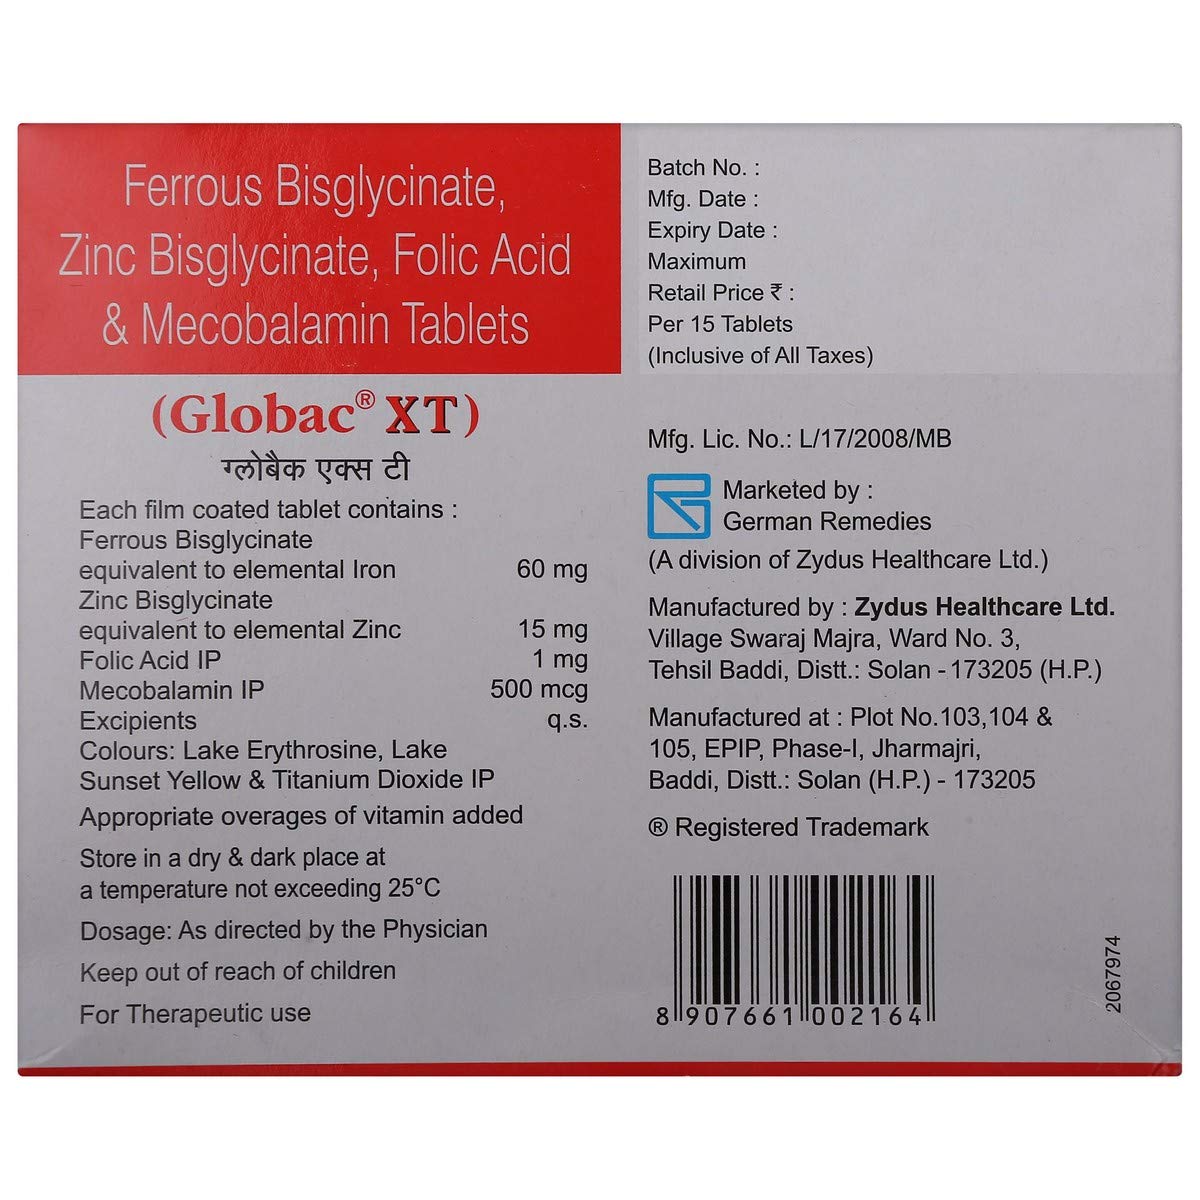 Ferrous Bisglycinate,
Zinc Bisglycinate, Folic Acid
& Mecobalamin Tablets
(Globac® XT)
ग्लोबैक एक्स टी
Each film coated tablet contains :
Ferrous Bisglycinate
equivalent to elemental Iron 60 mg
Zinc Bisglycinate
equivalent to elemental Zinc 15 mg
Folic Acid IP 1 mg
Mecobalamin IP 500 mcg
Excipients q.s.
Colours: Lake Erythrosine, Lake
Sunset Yellow & Titanium Dioxide IP
Appropriate overages of vitamin added
Store in a dry & dark place at
a temperature not exceeding 25°C
Dosage: As directed by the Physician
Keep out of reach of children
For Therapeutic use
Batch No. :
Mfg. Date :
Expiry Date :
Maximum
Retail Price ₹ :
Per 15 Tablets
(Inclusive of All Taxes)
Mfg. Lic. No.: L/17/2008/MB
Marketed by :
German Remedies
(A division of Zydus Healthcare Ltd.)
Manufactured by : Zydus Healthcare Ltd.
Village Swaraj Majra, Ward No. 3,
Tehsil Baddi, Distt.: Solan - 173205 (H.P.)
Manufactured at : Plot No.103,104 &
105, EPIP, Phase-I, Jharmajri,
Baddi, Distt.: Solan (H.P.) - 173205
® Registered Trademark
8 907661 002164
2067974